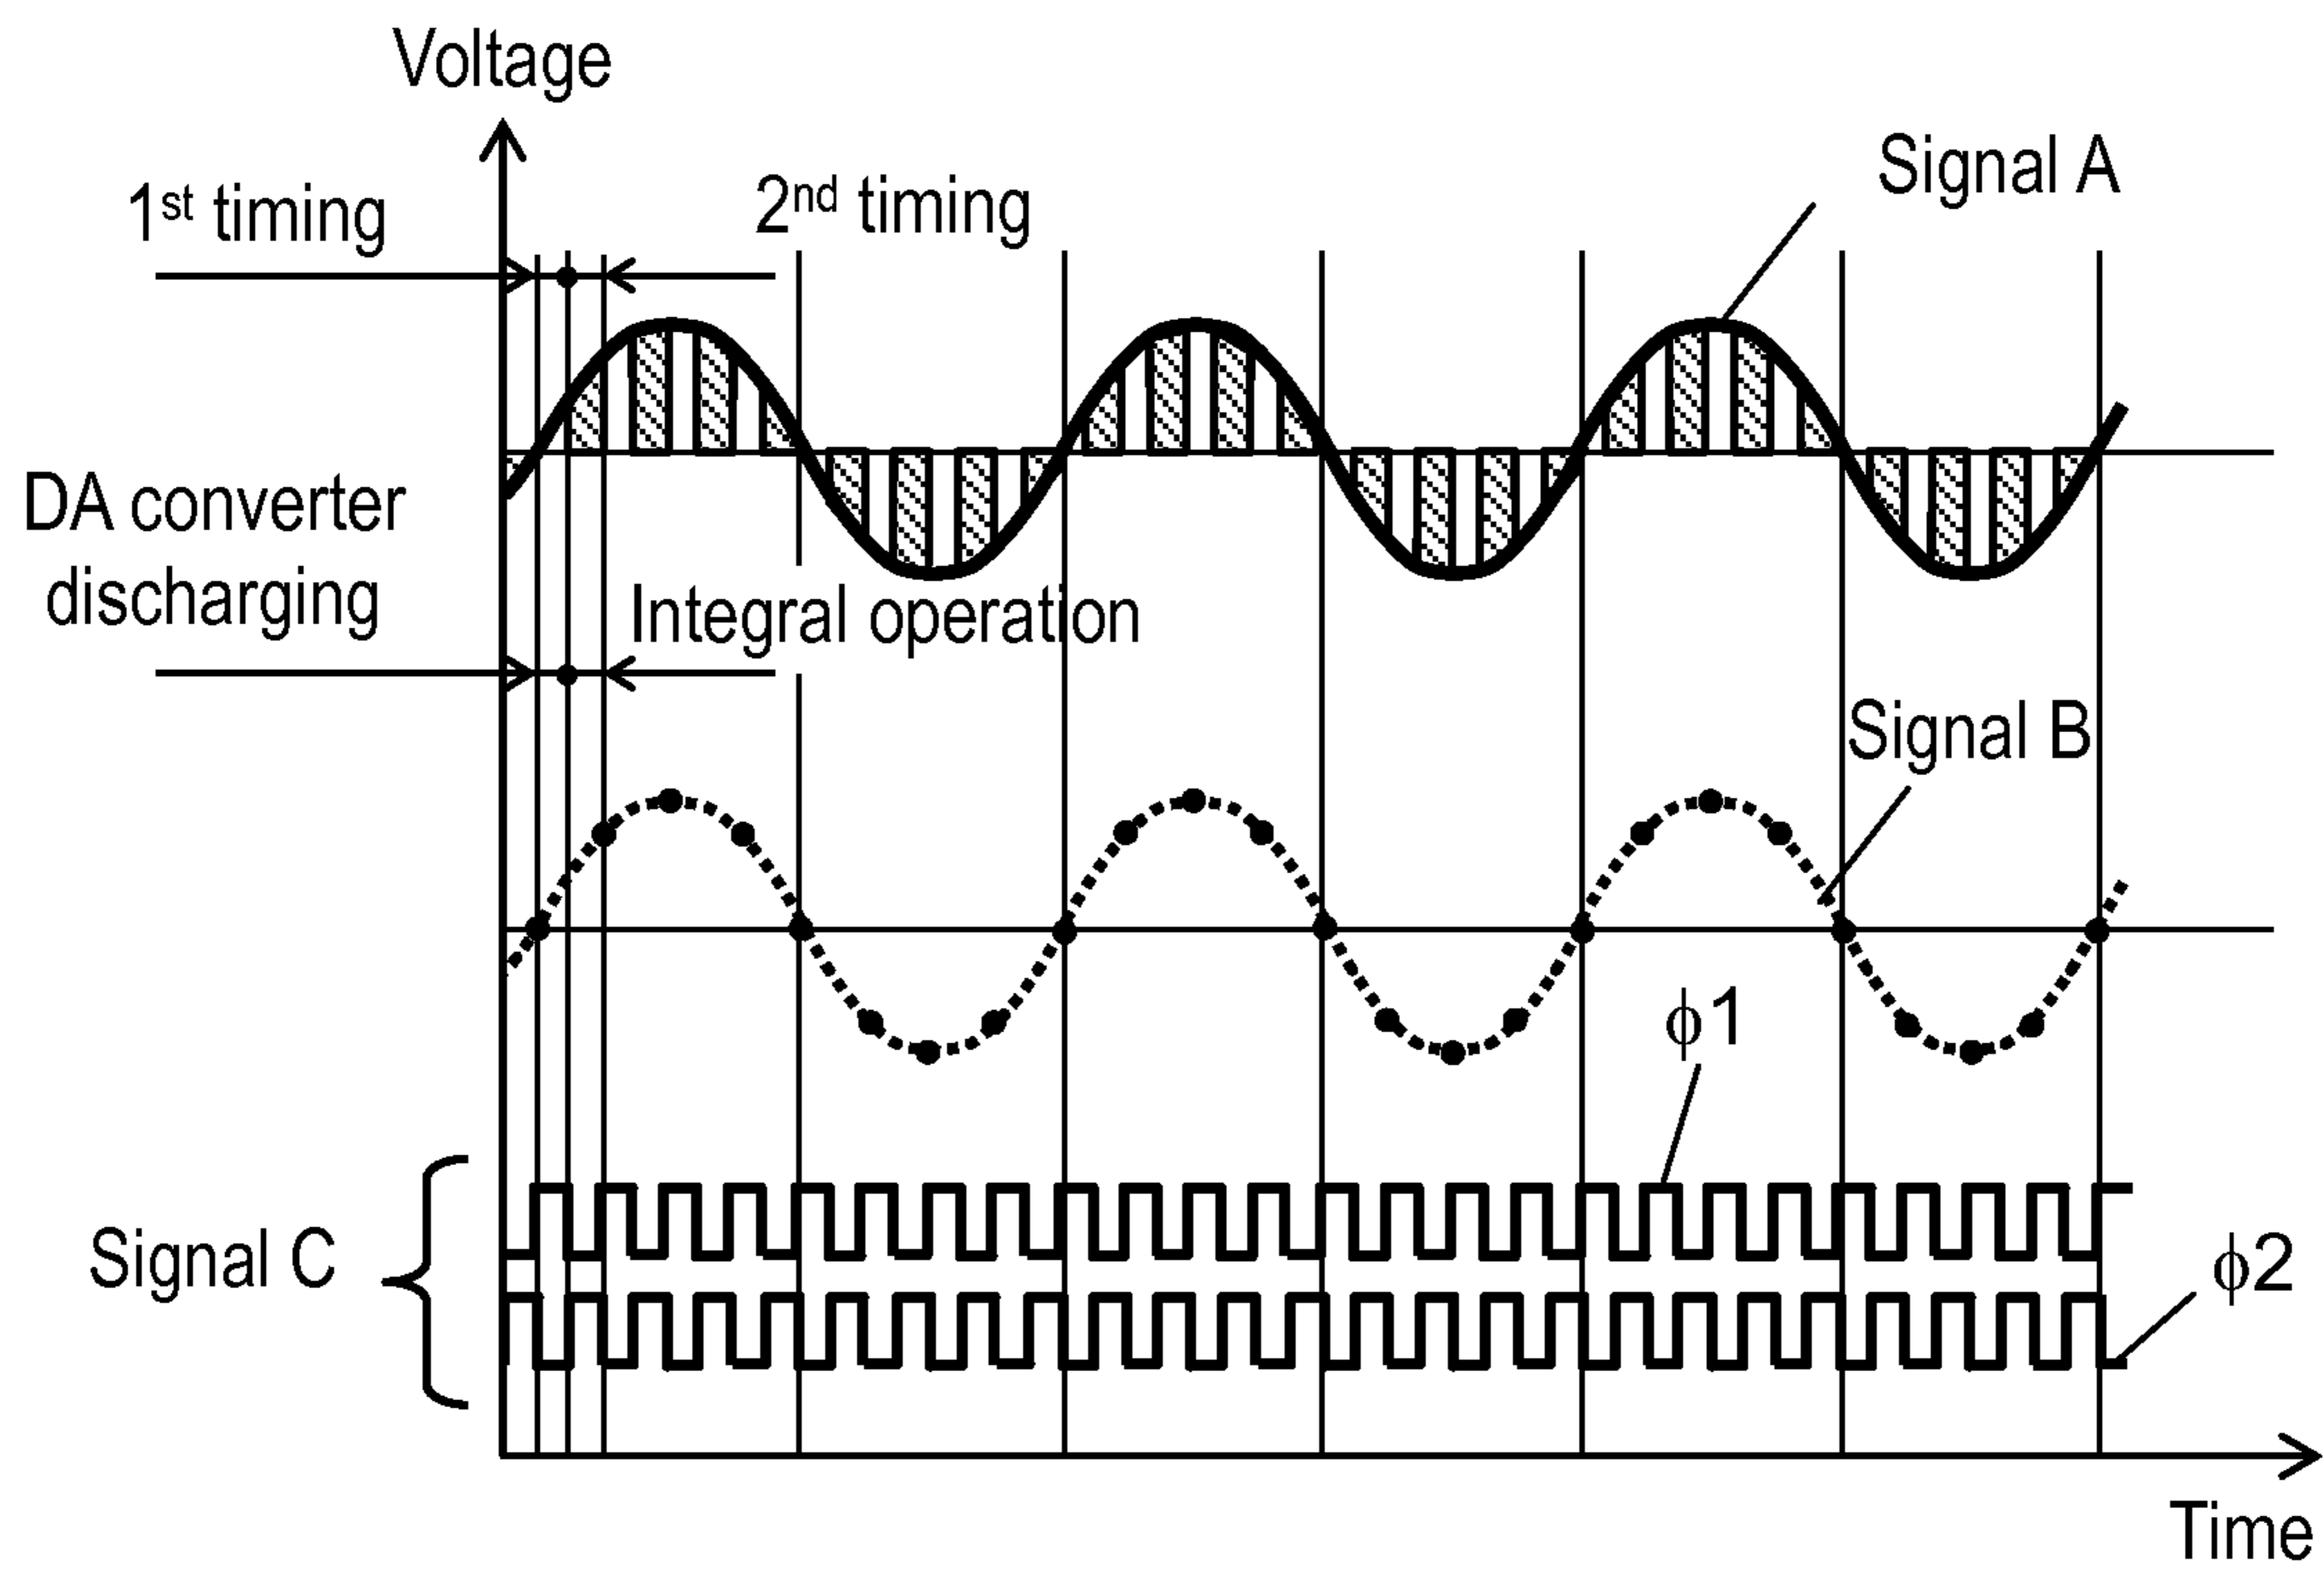 Voltage
1st timing
2nd timing
Signal A
DA converter
discharging
Integral operation
Signal B
ϕ1
Signal C
ϕ2
Time